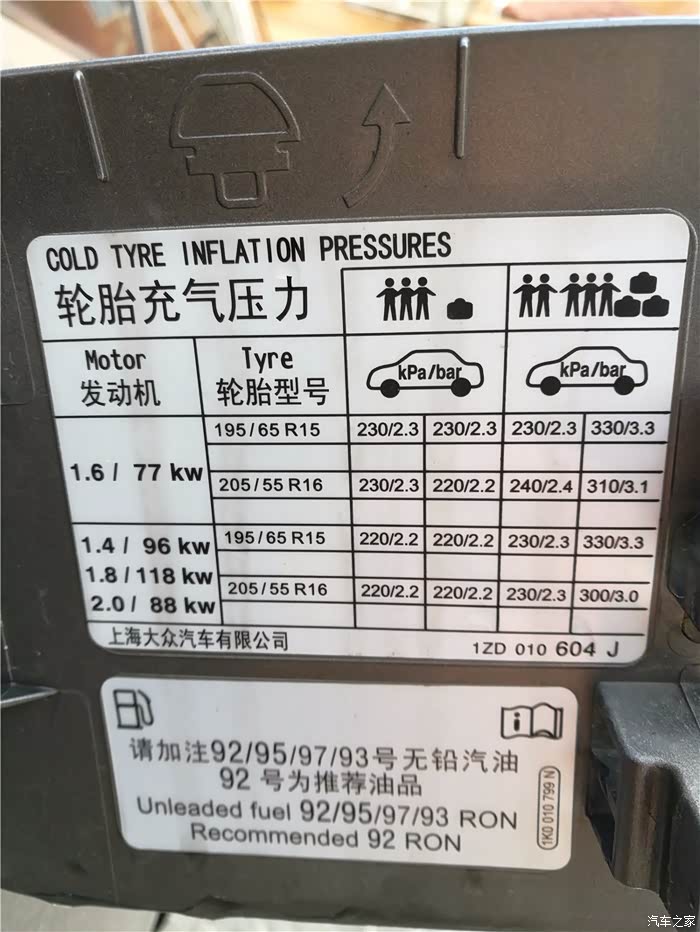 COLD TYRE INFLATION PRESSURES
轮胎充气压力
Motor
发动机
Tyre
轮胎型号
kPa/bar
kPa/bar
1.6 / 77 kw
195/65 R15 230/2.3 230/2.3 230/2.3 330/3.3
205/55 R16 230/2.3 220/2.2 240/2.4 310/3.1
1.4 / 96 kw
1.8 / 118 kw
2.0 / 88 kw
195/65 R15 220/2.2 220/2.2 230/2.3 330/3.3
205/55 R16 220/2.2 220/2.2 230/2.3 300/3.0
上海大众汽车有限公司
1ZD 010 604 J
请加注92/95/97/93号无铅汽油
92 号为推荐油品
Unleaded fuel 92/95/97/93 RON
Recommended 92 RON
1K0 010 799 N
汽车之家